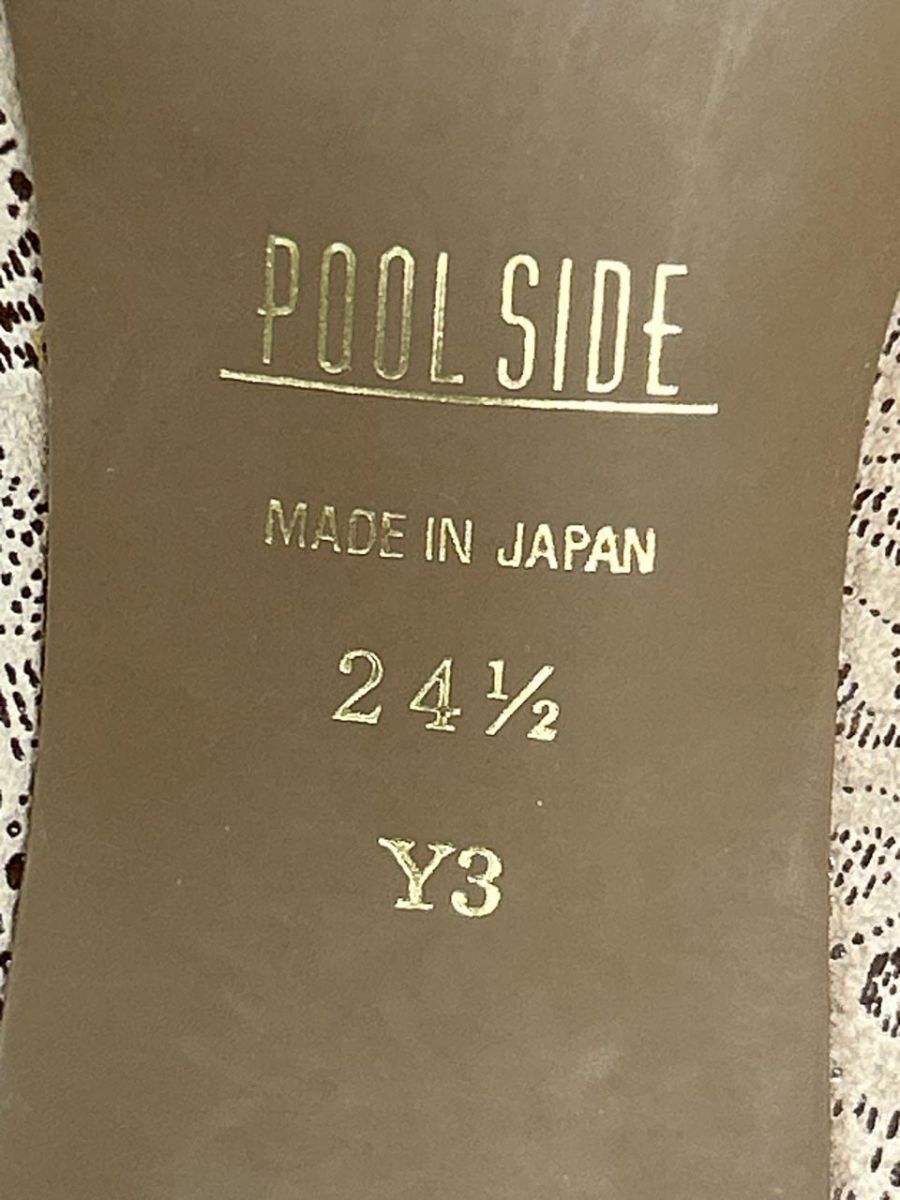 POOL SIDE
MADE IN JAPAN
24½
Y3